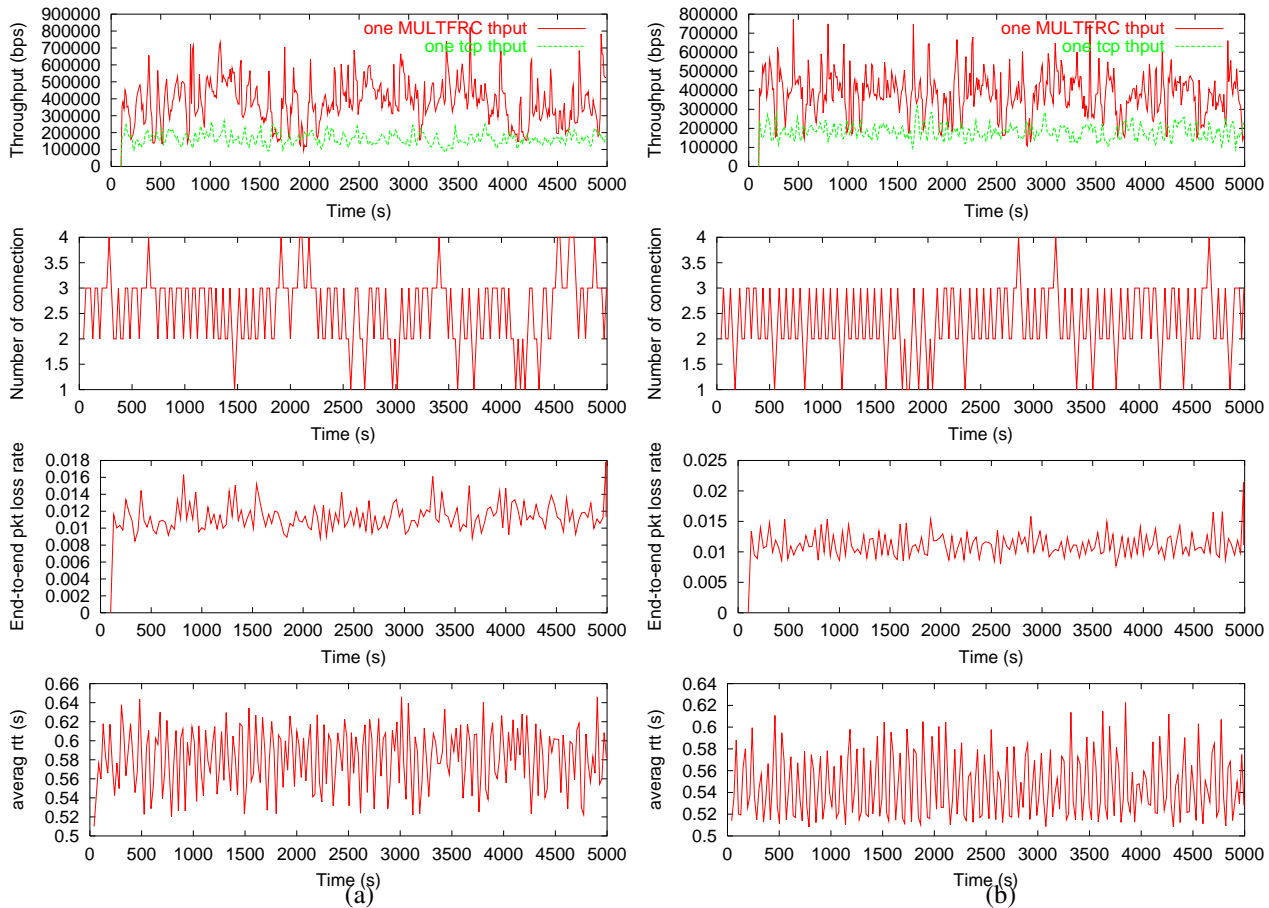 900000
800000
700000
600000
500000
400000
300000
200000
100000
0
Throughput (bps)
one MULTFRC thput
one tcp thput
0 500 1000 1500 2000 2500 3000 3500 4000 4500 5000
Time (s)
800000
700000
600000
500000
400000
300000
200000
100000
0
Throughput (bps)
one MULTFRC thput
one tcp thput
0 500 1000 1500 2000 2500 3000 3500 4000 4500 5000
Time (s)
4
3.5
3
2.5
2
1.5
1
Number of connection
0 500 1000 1500 2000 2500 3000 3500 4000 4500 5000
Time (s)
4
3.5
3
2.5
2
1.5
1
Number of connection
0 500 1000 1500 2000 2500 3000 3500 4000 4500 5000
Time (s)
0.018
0.016
0.014
0.012
0.01
0.008
0.006
0.004
0.002
0
End-to-end pkt loss rate
0 500 1000 1500 2000 2500 3000 3500 4000 4500 5000
Time (s)
0.025
0.02
0.015
0.01
0.005
0
End-to-end pkt loss rate
0 500 1000 1500 2000 2500 3000 3500 4000 4500 5000
Time (s)
0.66
0.64
0.62
0.6
0.58
0.56
0.54
0.52
0.5
averag rtt (s)
0 500 1000 1500 2000 2500 3000 3500 4000 4500 5000
Time (s)
(a)
0.64
0.62
0.6
0.58
0.56
0.54
0.52
0.5
averag rtt (s)
0 500 1000 1500 2000 2500 3000 3500 4000 4500 5000
Time (s)
(b)